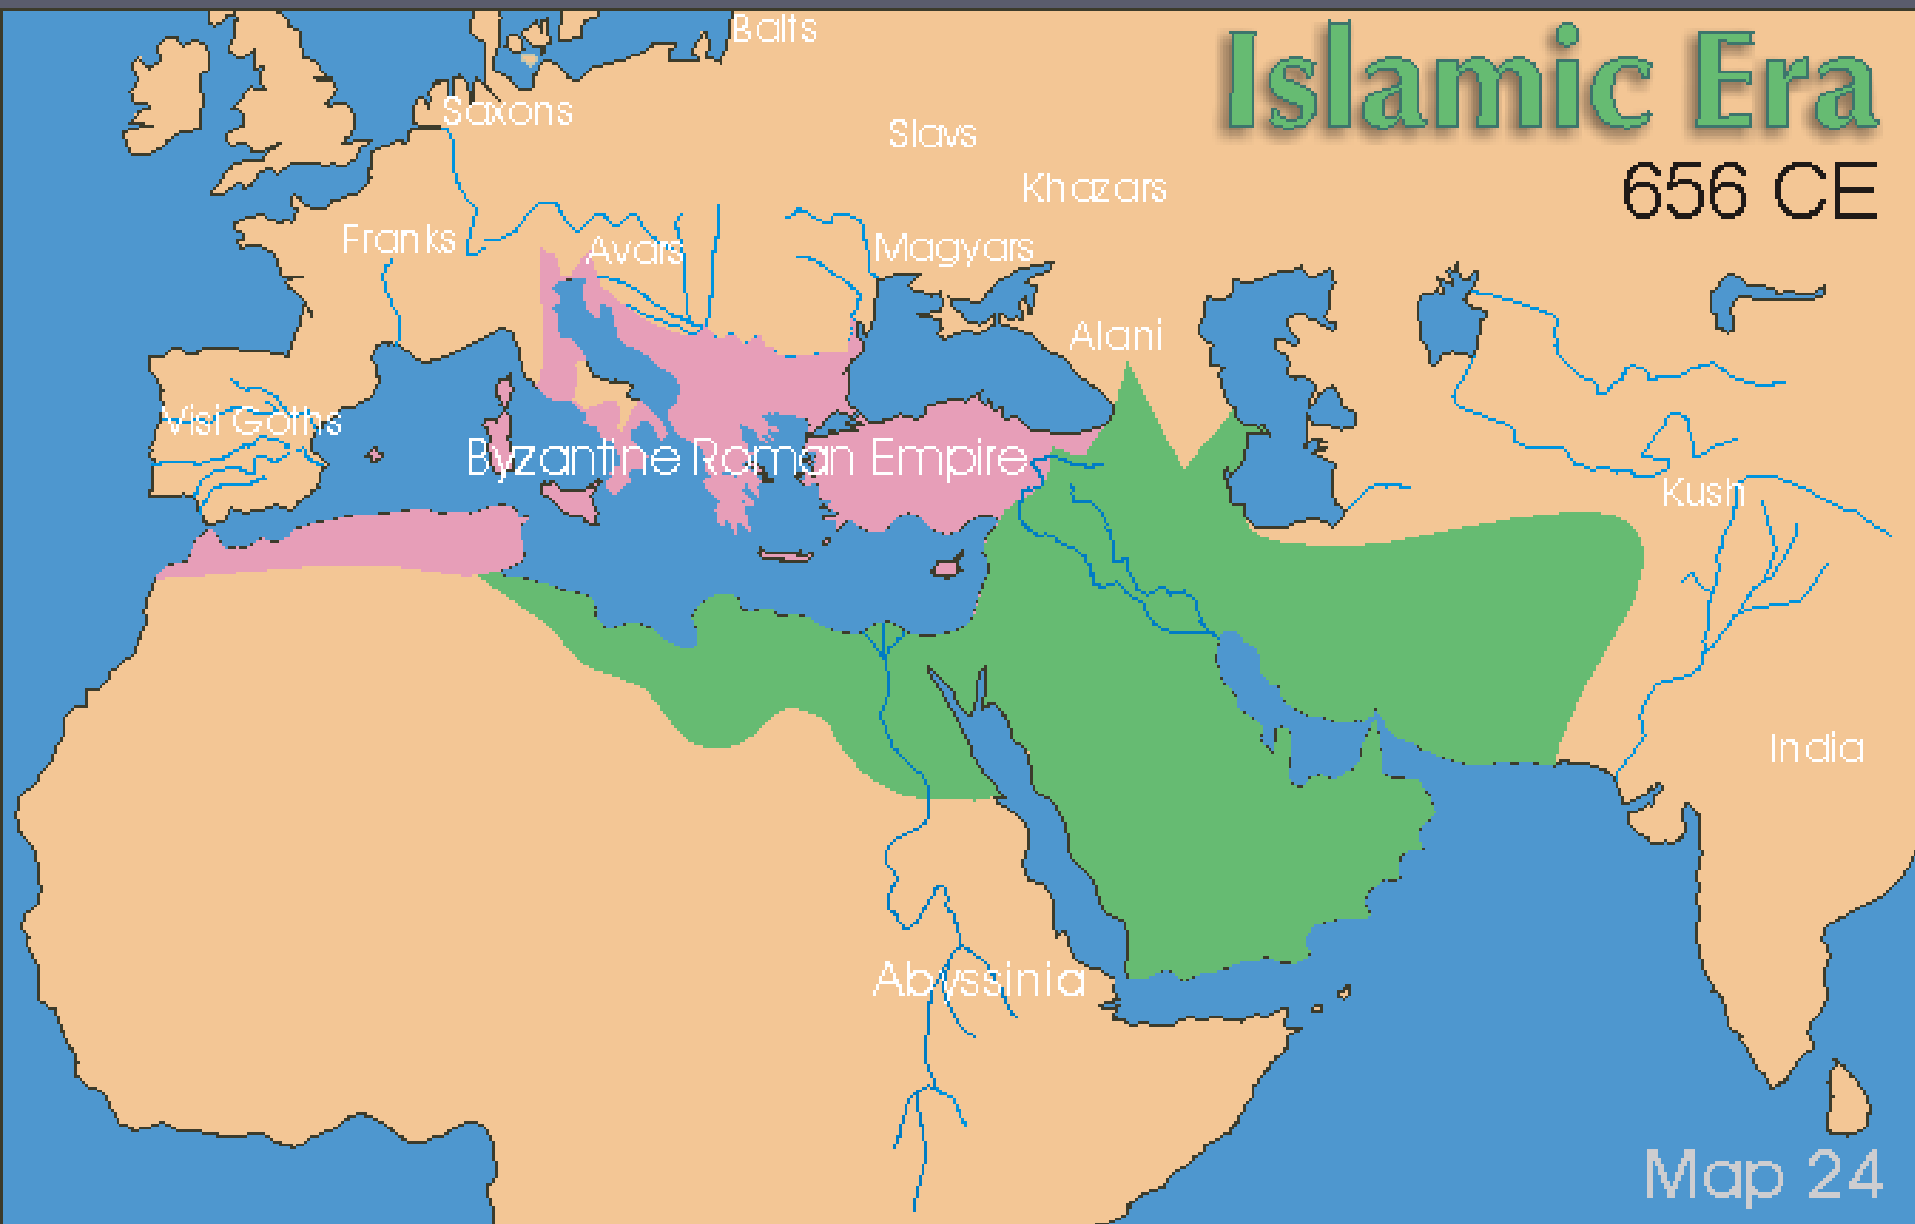 Balts
Islamic Era
Saxons
Slavs
656 CE
Khazars
Franks
Avars
Magyars
Alani
Visi Goths
Byzantine Roman Empire
Kush
India
Abyssinia
Map 24